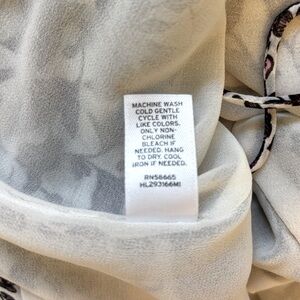 MACHINE WASH
COLD GENTLE
CYCLE WITH
LIKE COLORS.
ONLY NON-
CHLORINE
BLEACH IF
NEEDED. HANG
TO DRY. COOL
IRON IF NEEDED.
RN58665
HLZ93166MI